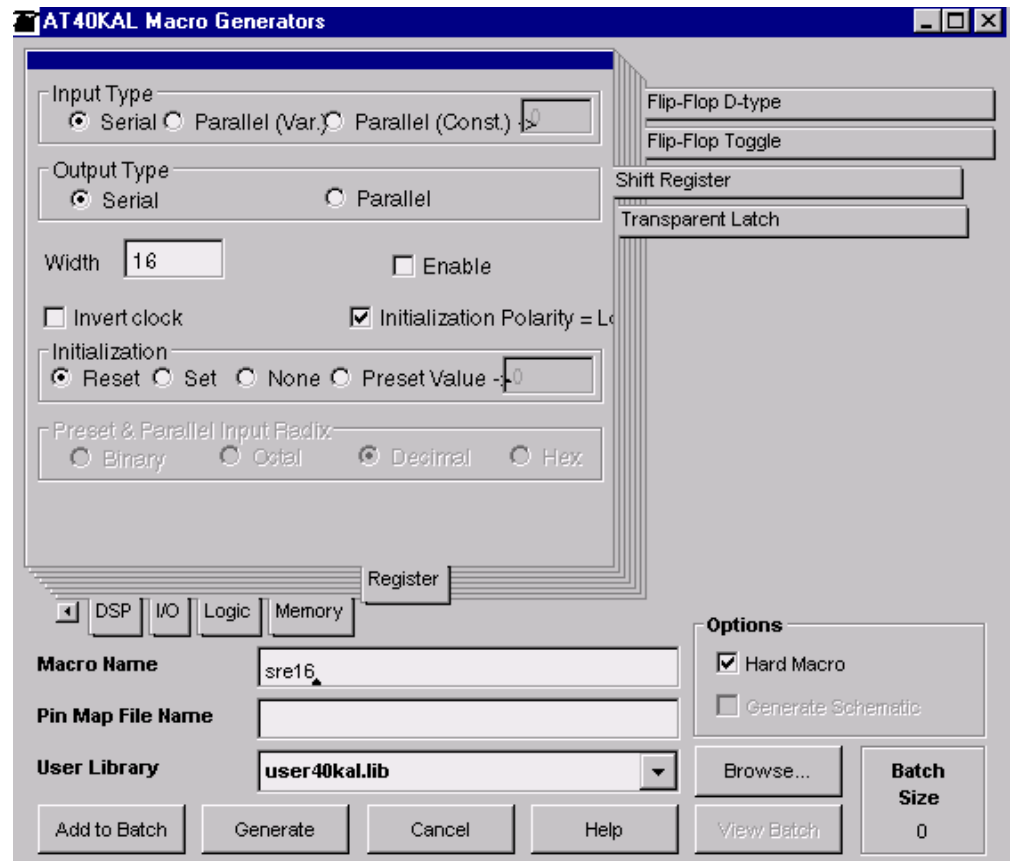 AT40KAL Macro Generators
Input Type
Serial Parallel (Var.) Parallel (Const.) -> 0
Flip-Flop D-type
Flip-Flop Toggle
Output Type
Serial Parallel
Shift Register
Transparent Latch
Width 16 Enable
Invert clock Initialization Polarity = Lo
Initialization
Reset Set None Preset Value -> 0
Preset & Parallel Input Radix
Binary Octal Decimal Hex
Register
DSP I/O Logic Memory
Options
Macro Name sre16 Hard Macro
Pin Map File Name Generate Schematic
User Library user40kal.lib Browse... Batch
Size
Add to Batch Generate Cancel Help View Batch 0